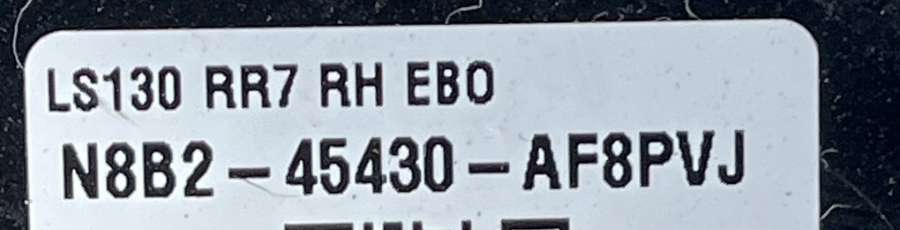 LS130 RR7 RH EBO
N8B2-45430-AF8PVJ